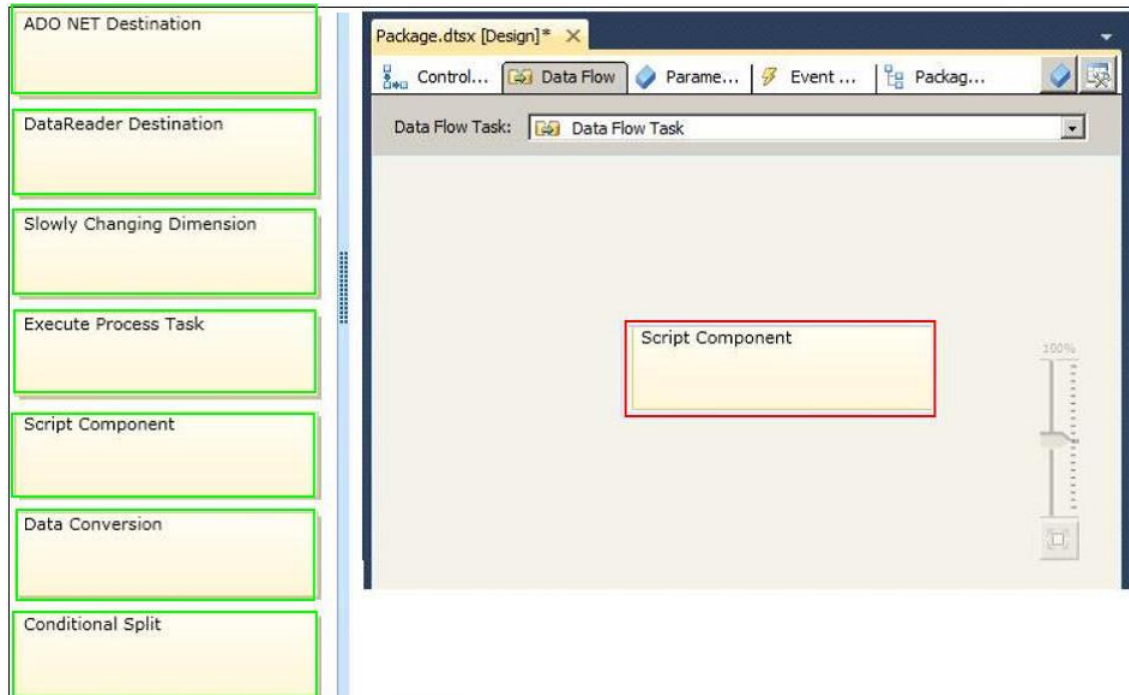 ADO NET Destination
DataReader Destination
Slowly Changing Dimension
Execute Process Task
Script Component
Data Conversion
Conditional Split
Package.dtsx [Design]*
Control... Data Flow Parame... Event ... Packag...
Data Flow Task: Data Flow Task
Script Component
100%